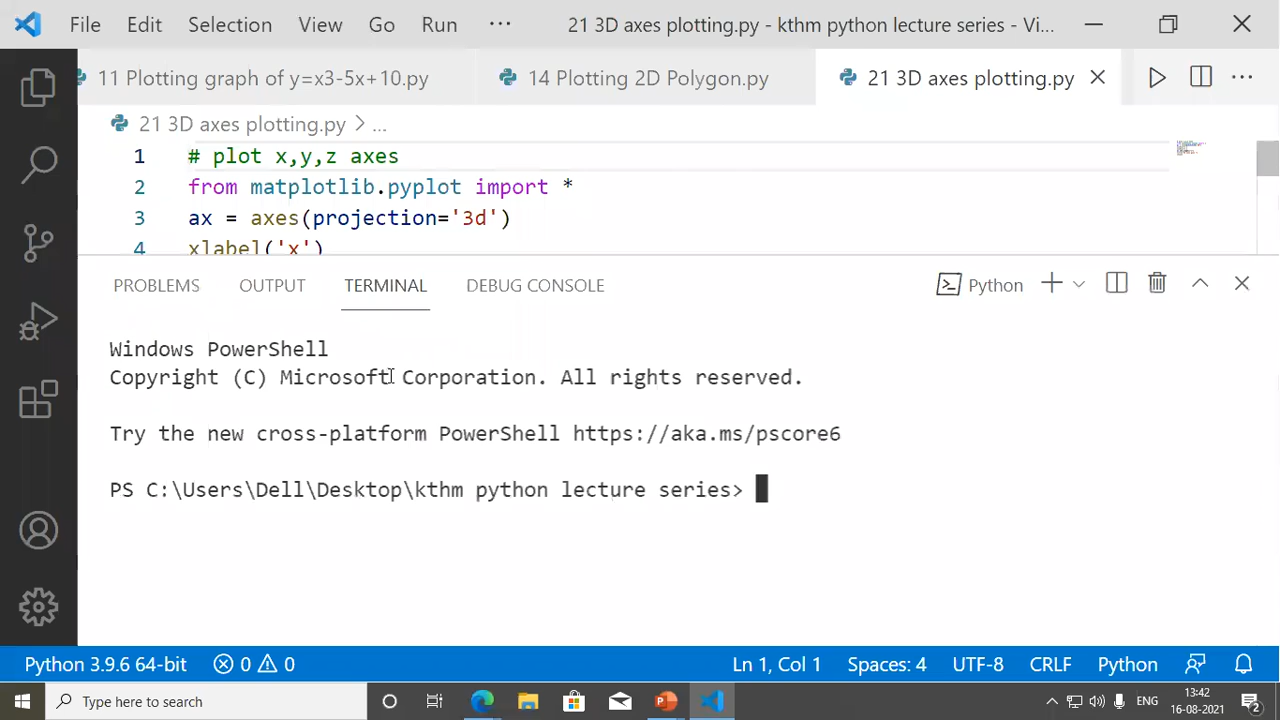 File Edit Selection View Go Run ··· 21 3D axes plotting.py - kthm python lecture series - Vi...
11 Plotting graph of y=x3-5x+10.py 14 Plotting 2D Polygon.py 21 3D axes plotting.py
21 3D axes plotting.py > ...
1 # plot x,y,z axes
2 from matplotlib.pyplot import *
3 ax = axes(projection='3d')
4 xlabel('x')
PROBLEMS OUTPUT TERMINAL DEBUG CONSOLE Python
Windows PowerShell
Copyright (C) Microsoft Corporation. All rights reserved.
Try the new cross-platform PowerShell https://aka.ms/pscore6
PS C:\Users\Dell\Desktop\kthm python lecture series>
Python 3.9.6 64-bit 0 0 Ln 1, Col 1 Spaces: 4 UTF-8 CRLF Python
Type here to search ENG 13:42
16-08-2021 2